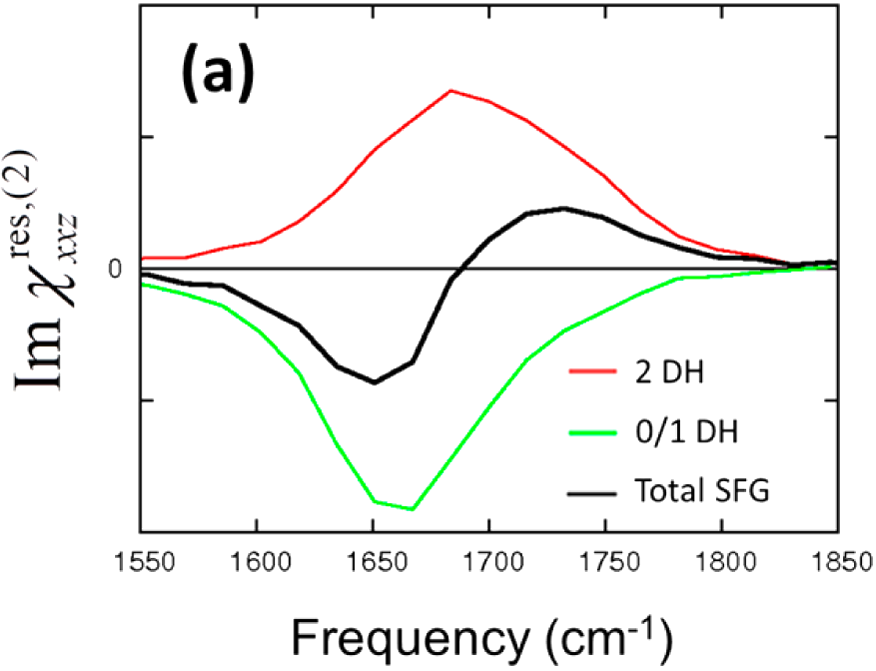 (a)
Im χxxz res,(2)
0
2 DH
0/1 DH
Total SFG
1550 1600 1650 1700 1750 1800 1850
Frequency (cm-1)